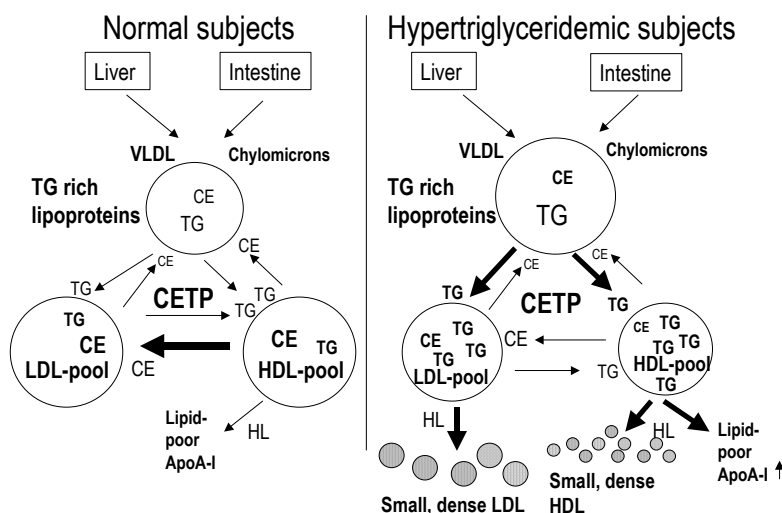 Normal subjects
Liver
Intestine
VLDL
Chylomicrons
TG rich
lipoproteins
CE
TG
CE
CE
TG
TG
TG
CETP
TG
CE
LDL-pool
CE
CE
TG
HDL-pool
Lipid-
poor
ApoA-I
HL
Hypertriglyceridemic subjects
Liver
Intestine
VLDL
Chylomicrons
TG rich
lipoproteins
CE
TG
CE
CE
TG
TG
CETP
TG
CE
TG
TG
TG
LDL-pool
CE
TG
CE
TG
TG
TG
HDL-pool
TG
HL
HL
Lipid-
poor
ApoA-I
Small, dense LDL
Small, dense
HDL